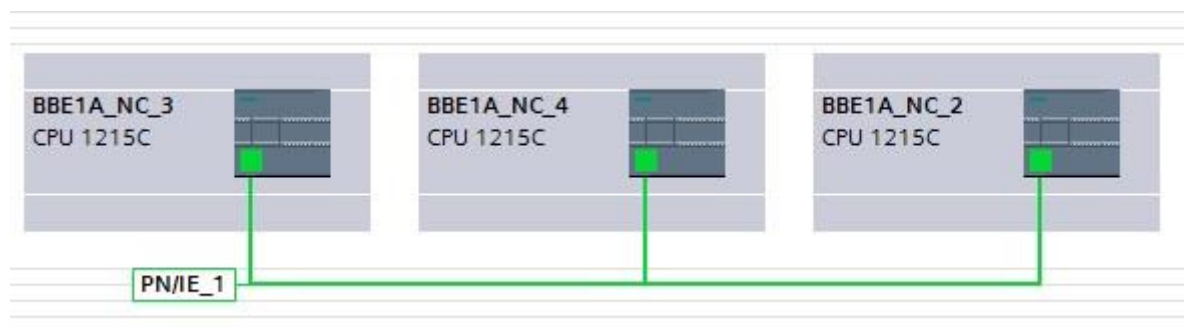 BBE1A_NC_3
CPU 1215C
BBE1A_NC_4
CPU 1215C
BBE1A_NC_2
CPU 1215C
PN/IE_1